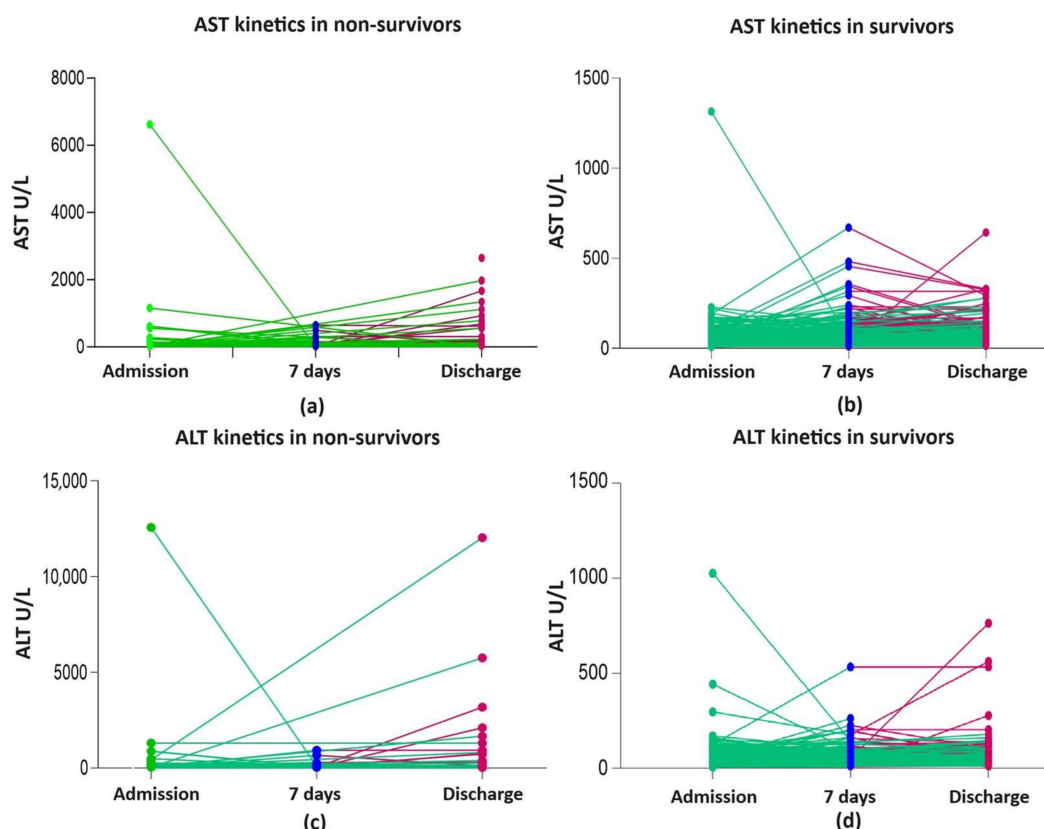 AST kinetics in non-survivors
8000
6000
4000
2000
0
AST U/L
Admission
7 days
Discharge
(a)
AST kinetics in survivors
1500
1000
500
0
AST U/L
Admission
7 days
Discharge
(b)
ALT kinetics in non-survivors
15,000
10,000
5000
0
ALT U/L
Admission
7 days
Discharge
(c)
ALT kinetics in survivors
1500
1000
500
0
ALT U/L
Admission
7 days
Discharge
(d)